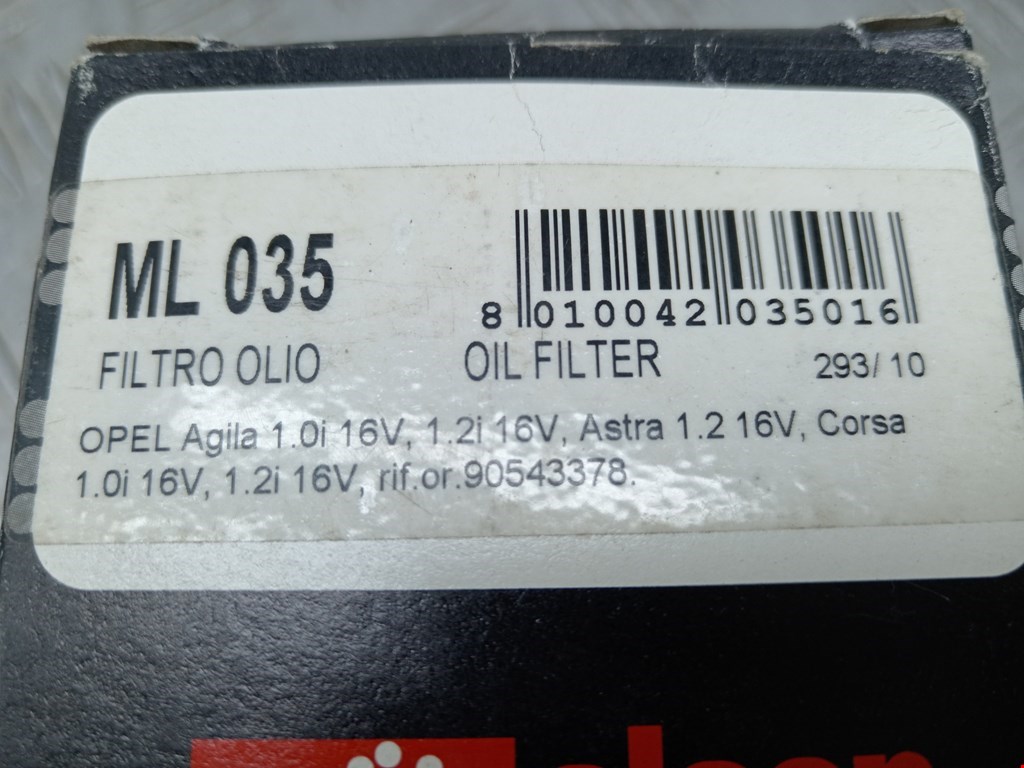 ML 035
8 010042 035016
FILTRO OLIO OIL FILTER 293/ 10
OPEL Agila 1.0i 16V, 1.2i 16V, Astra 1.2 16V, Corsa
1.0i 16V, 1.2i 16V, rif.or.90543378.